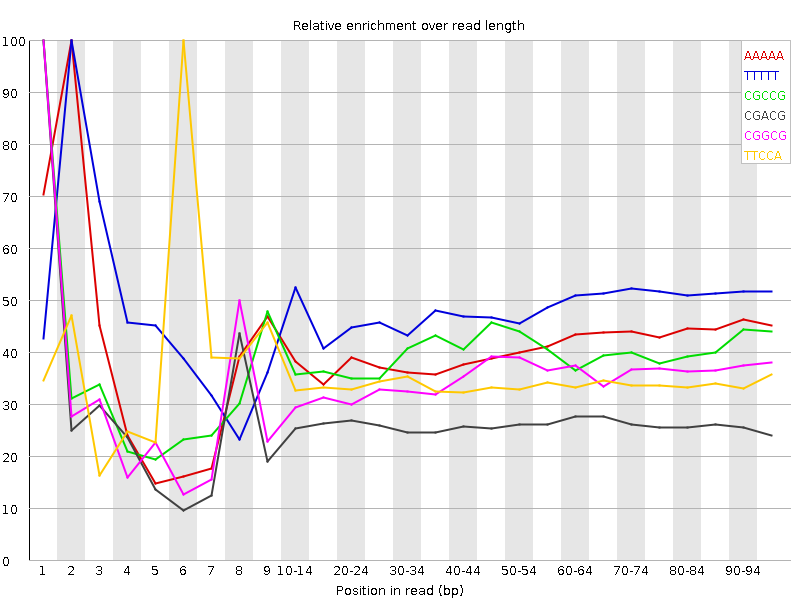 Relative enrichment over read length
100
90
80
70
60
50
40
30
20
10
0
AAAAA
TTTTT
CGCCG
CGACG
CGGCG
TTCCA
1 2 3 4 5 6 7 8 9 10-14 20-24 30-34 40-44 50-54 60-64 70-74 80-84 90-94
Position in read (bp)